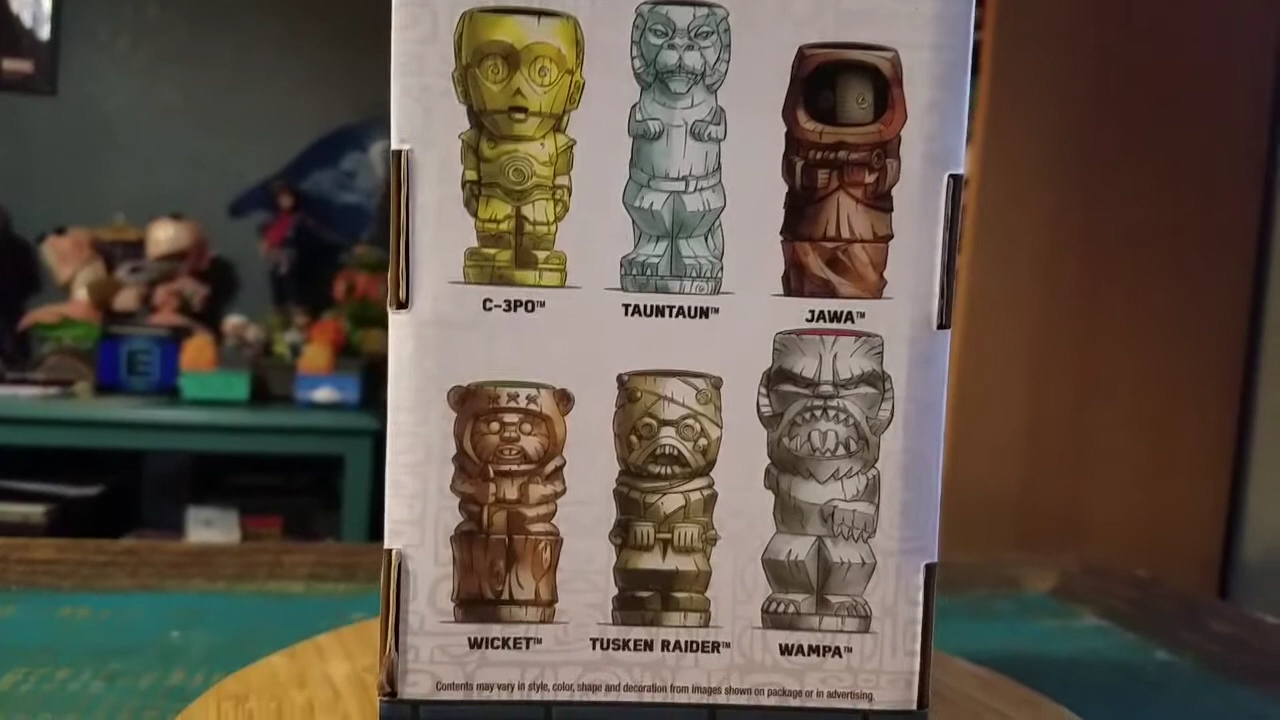 C-3PO™
TAUNTAUN™
JAWA™
WICKET™
TUSKEN RAIDER™
WAMPA™
Contents may vary in style, color, shape and decoration from images shown on package or in advertising.
E